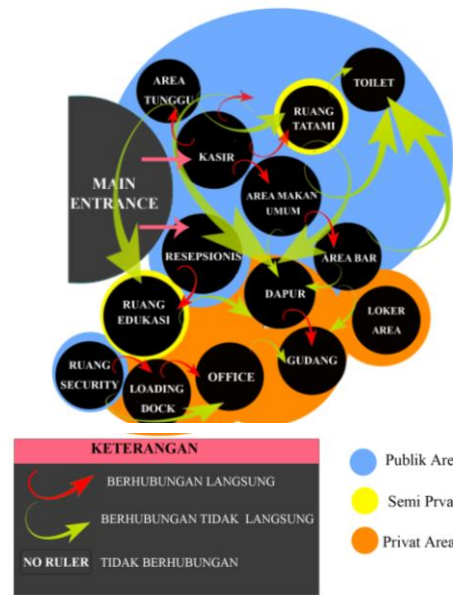 AREA
TUNGGU
TOILET
RUANG
TATAMI
KASIR
MAIN
ENTRANCE
AREA MAKAN
UMUM
RESEPSIONIS
AREA BAR
DAPUR
RUANG
EDUKASI
LOKER
AREA
GUDANG
RUANG
SECURITY
OFFICE
LOADING
DOCK
KETERANGAN
BERHUBUNGAN LANGSUNG
BERHUBUNGAN TIDAK LANGSUNG
NO RULER TIDAK BERHUBUNGAN
Publik Are
Semi Prva
Privat Area